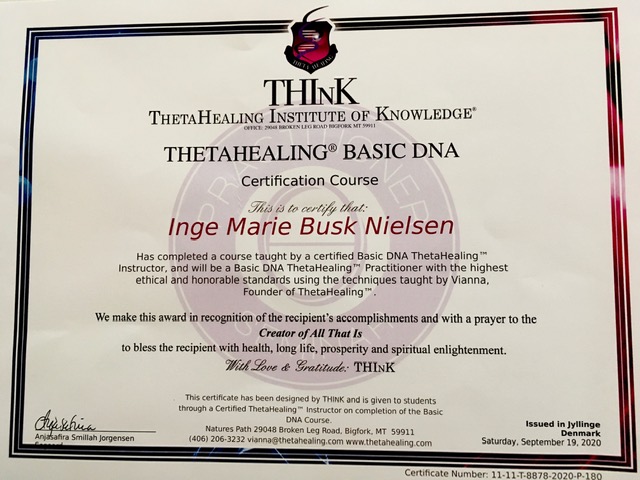 THETA HEALING
THInK
THETAHEALING INSTITUTE OF KNOWLEDGE®
OFFICE: 29048 BROKEN LEG ROAD BIGFORK MT 59911
THETAHEALING® BASIC DNA
Certification Course
This is to certify that:
Inge Marie Busk Nielsen
Has completed a course taught by a certified Basic DNA ThetaHealing™
Instructor, and will be a Basic DNA ThetaHealing™ Practitioner with the highest
ethical and honorable standards using the techniques taught by Vianna,
Founder of ThetaHealing™.
We make this award in recognition of the recipient's accomplishments and with a prayer to the
Creator of All That Is
to bless the recipient with health, long life, prosperity and spiritual enlightenment.
With Love & Gratitude: THInK
This certificate has been designed by THINK and is given to students
through a Certified ThetaHealing™ Instructor on completion of the Basic
DNA Course.
Natures Path 29048 Broken Leg Road, Bigfork, MT 59911
(406) 206-3232 vianna@thetahealing.com www.thetahealing.com
Anjasafira Smillah Jorgensen
Issued in Jyllinge
Denmark
Saturday, September 19, 2020
Certificate Number: 11-11-T-8878-2020-P-180